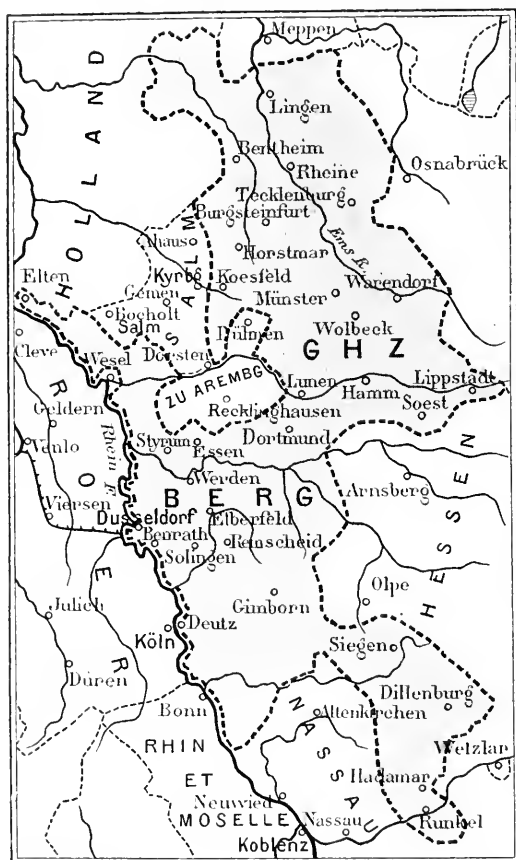 Meppen
HOLLAND
Lingen
Bentheim
Rheine
Osnabrück
Tecklenburg
Burgsteinfurt
Ems R.
Ahaus
SALM
Horstmar
Kyrbg
Koesfeld
Elten
Gemen
Münster
Warendorf
Bocholt
Salm
Dülmen
Wolbeck
GHZ
Cleve
Wesel
Dorsten
ZU AREMBG
Lunen
Hamm
Lippstadt
Geldern
Recklinghausen
Soest
Rhein R.
Styrum
Essen
Dortmund
Venlo
ROER
Werden
BERG
Arnsberg
HESSEN
Viersen
Düsseldorf
Elberfeld
Benrath
Remscheid
Solingen
Olpe
Julich
Gimborn
Köln
Deutz
Siegen
Düren
Dillenburg
Bonn
Altenkirchen
NASSAU
RHIN
ET
MOSELLE
Wetzlar
Hadamar
Neuwied
Nassau
Runkel
Koblenz